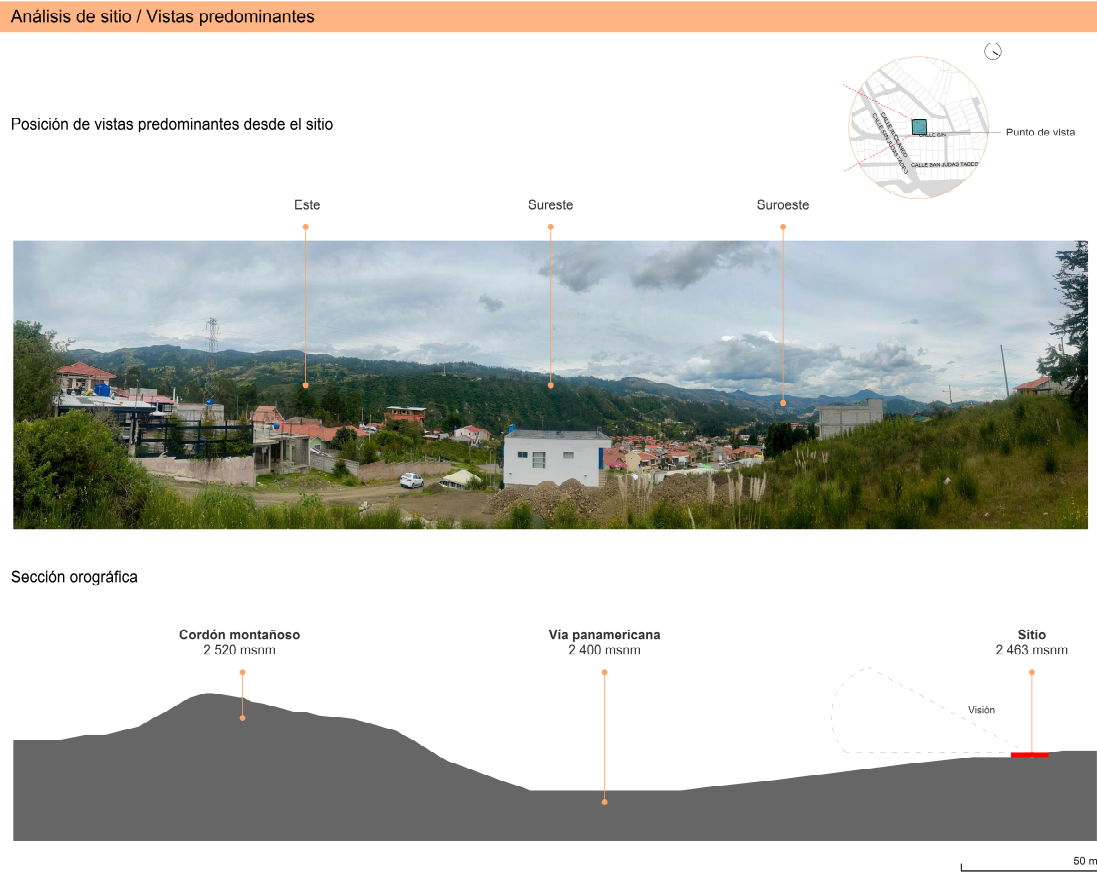 Análisis de sitio / Vistas predominantes
Posición de vistas predominantes desde el sitio
Punto de vista
CALLE S/N
CALLE SAN JUDAS TADEO
Este
Sureste
Suroeste
Sección orográfica
Cordón montañoso
2 520 msnm
Vía panamericana
2 400 msnm
Sitio
2 463 msnm
Visión
50 m